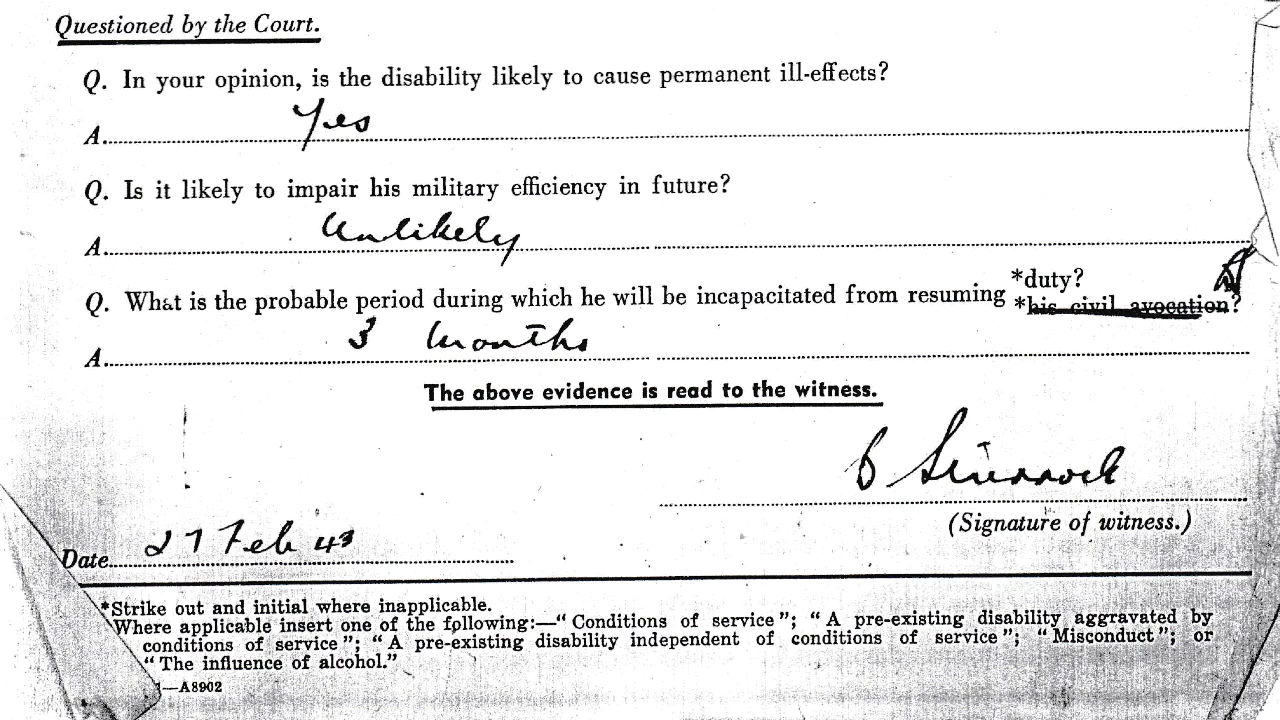 Questioned by the Court.
Q. In your opinion, is the disability likely to cause permanent ill-effects?
A. Yes
Q. Is it likely to impair his military efficiency in future?
A. Unlikely
Q. What is the probable period during which he will be incapacitated from resuming *duty?
*his civil avocation?
A. 3 months
The above evidence is read to the witness.
B
(Signature of witness.)
Date 27 Feb 43
*Strike out and initial where inapplicable.
Where applicable insert one of the following:—“Conditions of service”; “A pre-existing disability aggravated by
conditions of service”; “A pre-existing disability independent of conditions of service”; “Misconduct”; or
“The influence of alcohol.”
—A8902